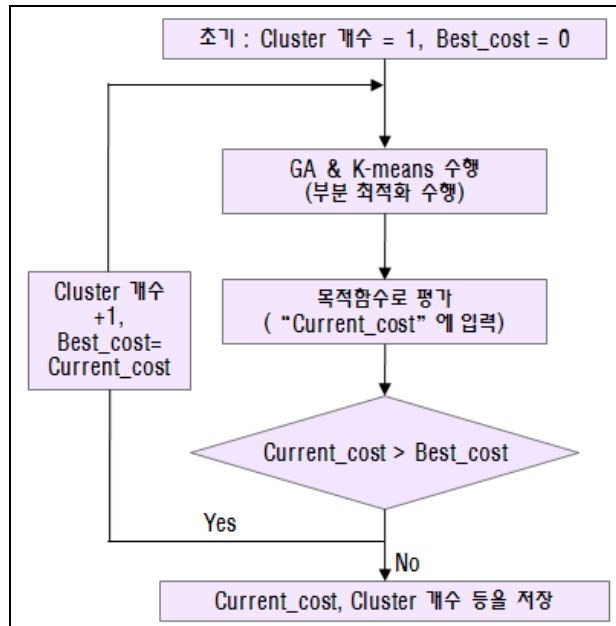 초기 : Cluster 개수 = 1, Best_cost = 0
GA & K-means 수행
(부분 최적화 수행)
Cluster 개수
+1,
Best_cost=
Current_cost
목적함수로 평가
( “Current_cost” 에 입력)
Current_cost > Best_cost
Yes
No
Current_cost, Cluster 개수 등을 저장